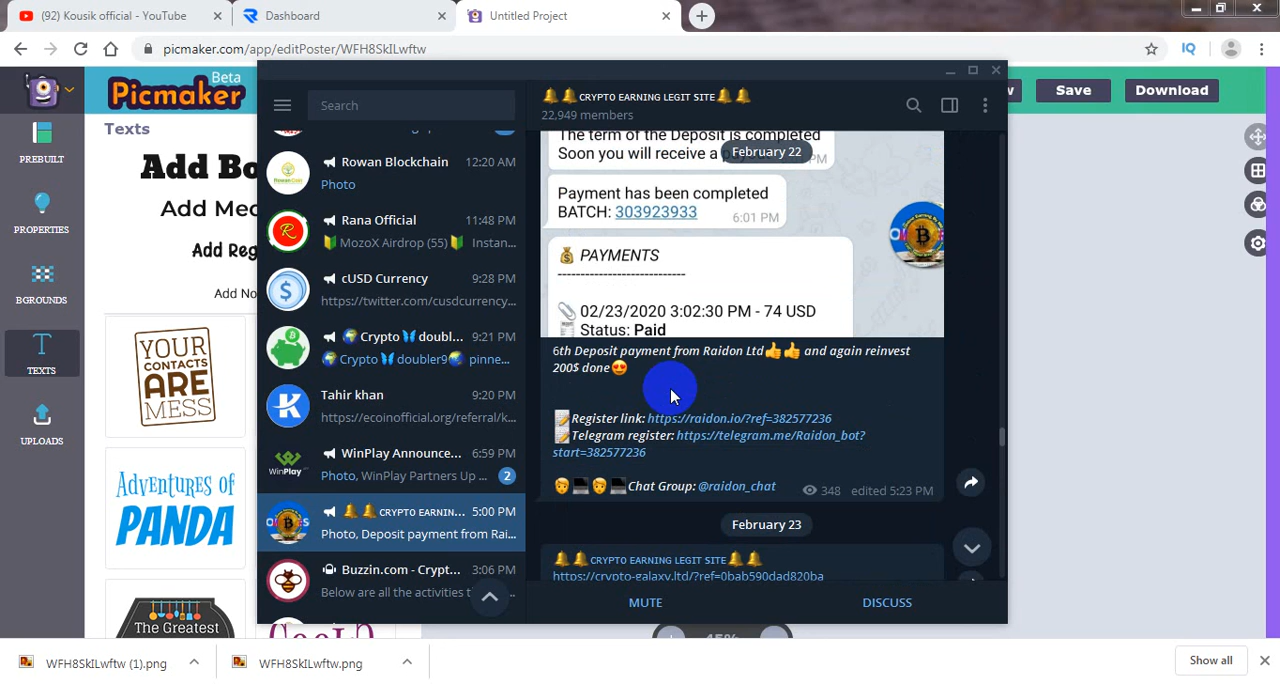 (92) Kousik official - YouTube
Dashboard
Untitled Project
picmaker.com/app/editPoster/WFH8SkILwftw
IQ
Picmaker
Beta
Save
Download
PREBUILT
PROPERTIES
BGROUNDS
TEXTS
UPLOADS
Texts
Add Bo
Add Med
Add Reg
Add No
YOUR
CONTACTS
ARE
MESS
ADVENTURES OF
PANDA
The Greatest
Search
Rowan Blockchain 12:20 AM
Photo
Rana Official 11:48 PM
MozoX Airdrop (55) Instan...
cUSD Currency 9:28 PM
https://twitter.com/cusdcurrency...
Crypto doubl... 9:21 PM
Crypto doubler9 pinne...
Tahir khan 9:20 PM
https://ecoinofficial.org/referral/k...
WinPlay Announce... 6:59 PM
Photo, WinPlay Partners Up ... 2
CRYPTO EARNIN... 5:00 PM
Photo, Deposit payment from Rai...
Buzzin.com - Crypt... 3:06 PM
Below are all the activities t
CRYPTO EARNING LEGIT SITE
22,949 members
The term of the Deposit is completed
Soon you will receive a p
February 22
Payment has been completed
BATCH: 303923933
6:01 PM
PAYMENTS
----------------------------
02/23/2020 3:02:30 PM - 74 USD
Status: Paid
6th Deposit payment from Raidon Ltd👍👍 and again reinvest
200$ done😍
📝Register link: https://raidon.io/?ref=382577236
📝Telegram register: https://telegram.me/Raidon_bot?
start=382577236
Chat Group: @raidon_chat
348 edited 5:23 PM
February 23
CRYPTO EARNING LEGIT SITE
https://crypto-galaxy.ltd/?ref=0bab590dad820ba
MUTE
DISCUSS
45%
WFH8SkILwftw (1).png
WFH8SkILwftw.png
Show all